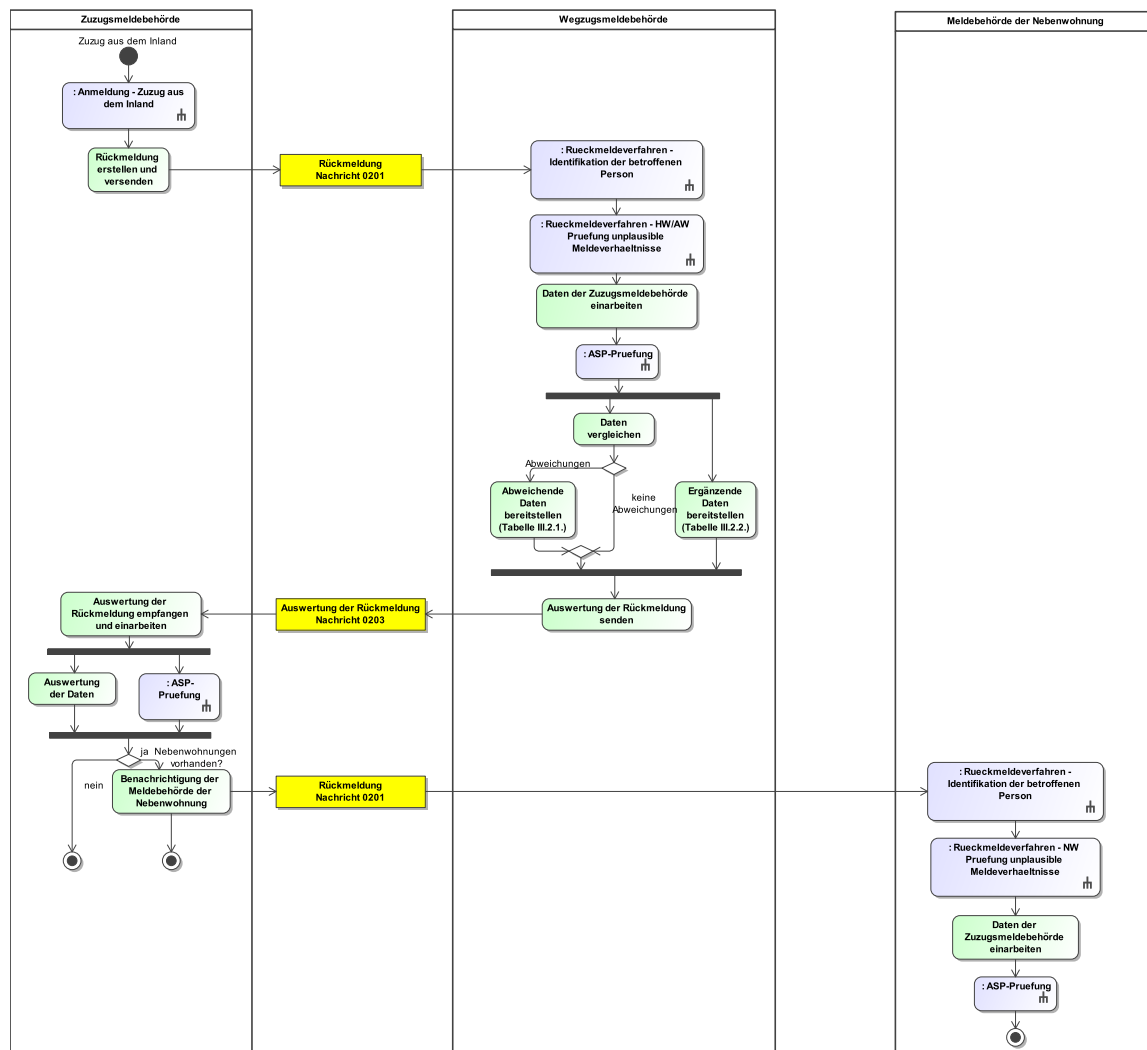 Zuzugsmeldebehörde
Wegzugsmeldebehörde
Meldebehörde der Nebenwohnung
Zuzug aus dem Inland
: Anmeldung - Zuzug aus
dem Inland
Rückmeldung
erstellen und
versenden
Rückmeldung
Nachricht 0201
: Rueckmeldeverfahren -
Identifikation der betroffenen
Person
: Rueckmeldeverfahren - HW/AW
Pruefung unplausible
Meldeverhaeltnisse
Daten der Zuzugsmeldebehörde
einarbeiten
: ASP-Pruefung
Daten
vergleichen
Abweichungen
keine
Abweichungen
Abweichende
Daten
bereitstellen
(Tabelle III.2.1.)
Ergänzende
Daten
bereitstellen
(Tabelle III.2.2.)
Auswertung der Rückmeldung
senden
Auswertung der Rückmeldung
Nachricht 0203
Auswertung der
Rückmeldung empfangen
und einarbeiten
Auswertung
der Daten
: ASP-
Pruefung
ja Nebenwohnungen
vorhanden?
nein
Benachrichtigung der
Meldebehörde der
Nebenwohnung
Rückmeldung
Nachricht 0201
: Rueckmeldeverfahren -
Identifikation der betroffenen
Person
: Rueckmeldeverfahren - NW
Pruefung unplausible
Meldeverhaeltnisse
Daten der
Zuzugsmeldebehörde
einarbeiten
: ASP-Pruefung